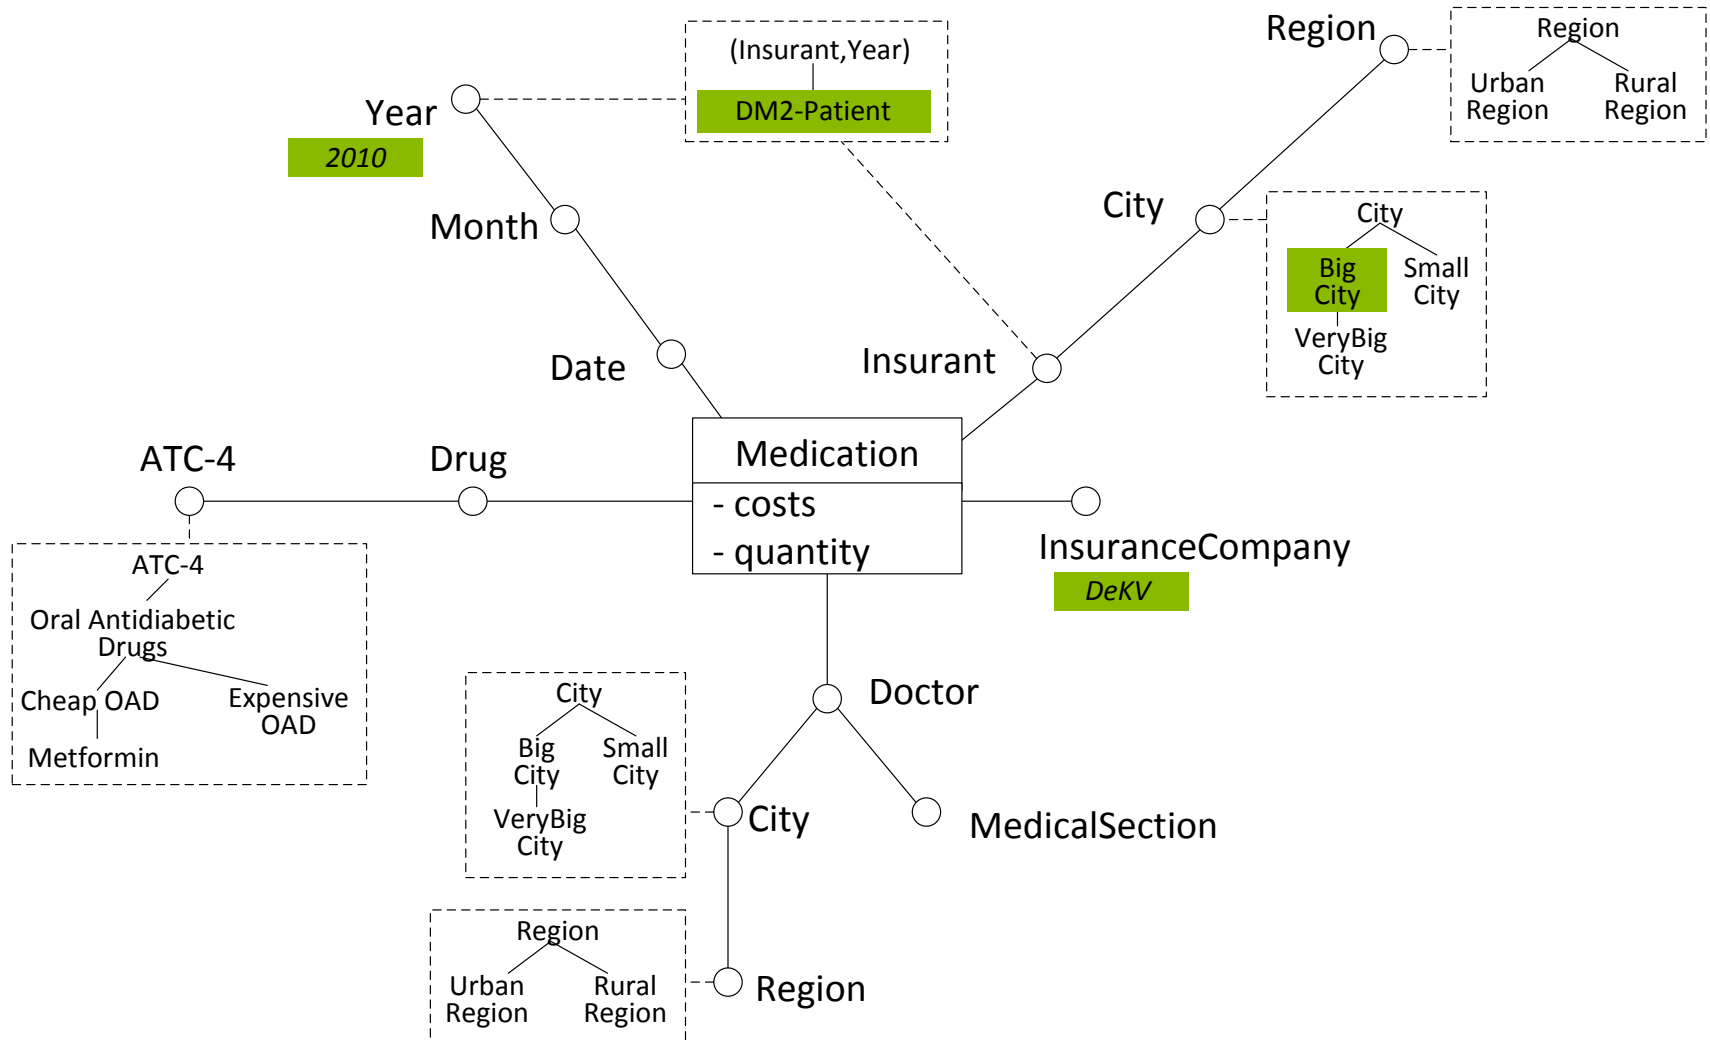 (Insurant,Year)
DM2-Patient
Year
2010
Month
Date
Region
Region
Urban
Region
Rural
Region
City
City
Big
City
Small
City
VeryBig
City
Insurant
ATC-4
Drug
Medication
- costs
- quantity
InsuranceCompany
DeKV
ATC-4
Oral Antidiabetic
Drugs
Cheap OAD
Expensive
OAD
Metformin
Doctor
City
Big
City
Small
City
VeryBig
City
City
MedicalSection
Region
Urban
Region
Rural
Region
Region